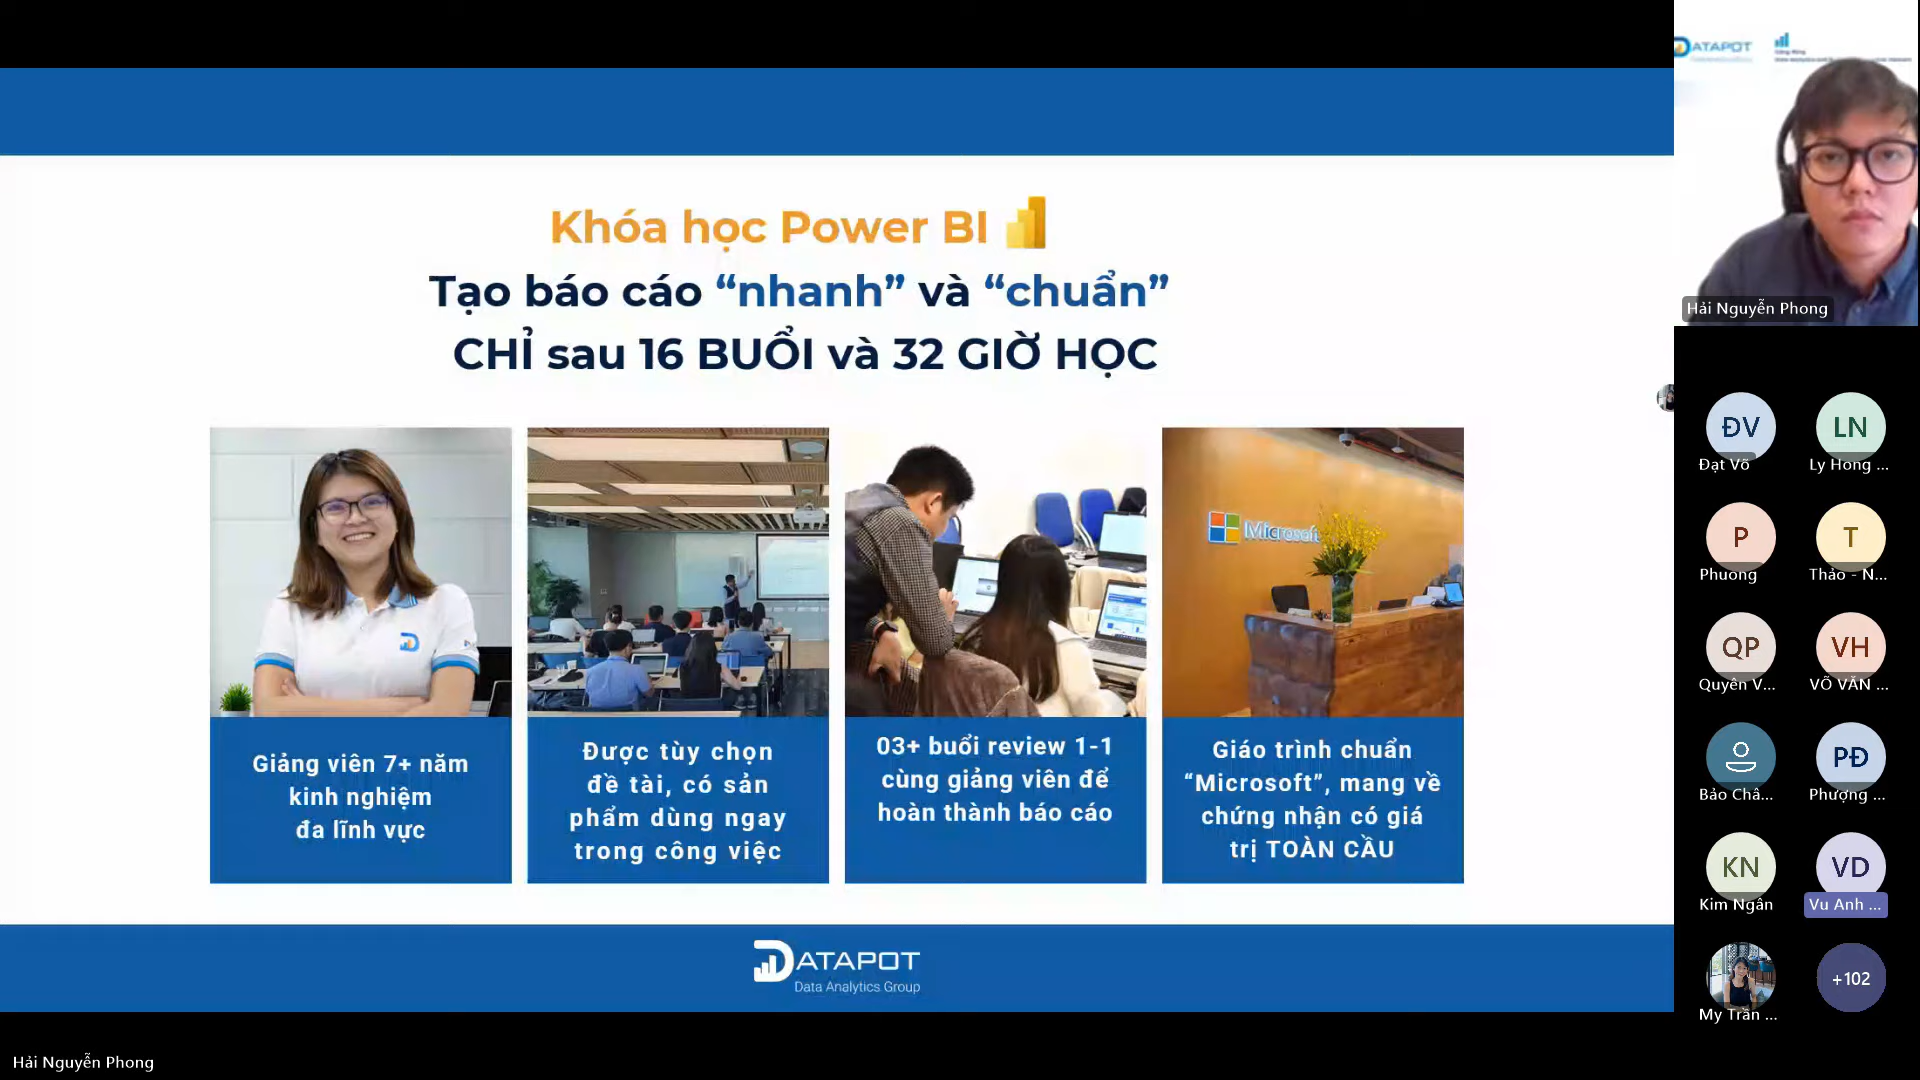 Khóa học Power BI
Tạo báo cáo “nhanh” và “chuẩn”
CHỈ sau 16 BUỔI và 32 GIỜ HỌC
Microsoft
Giảng viên 7+ năm
kinh nghiệm
đa lĩnh vực
Được tùy chọn
đề tài, có sản
phẩm dùng ngay
trong công việc
03+ buổi review 1-1
cùng giảng viên để
hoàn thành báo cáo
Giáo trình chuẩn
“Microsoft”, mang về
chứng nhận có giá
trị TOÀN CẦU
DATAPOT
Data Analytics Group
Hải Nguyễn Phong
DATAPOT
Hải Nguyễn Phong
ĐV
LN
Đạt Võ
Ly Hong ...
P
T
Phuong
Thảo - N...
QP
VH
Quyên V...
VÕ VĂN ...
PĐ
Bảo Châ...
Phượng ...
KN
VD
Kim Ngân
Vu Anh ...
+102
My Trần ...